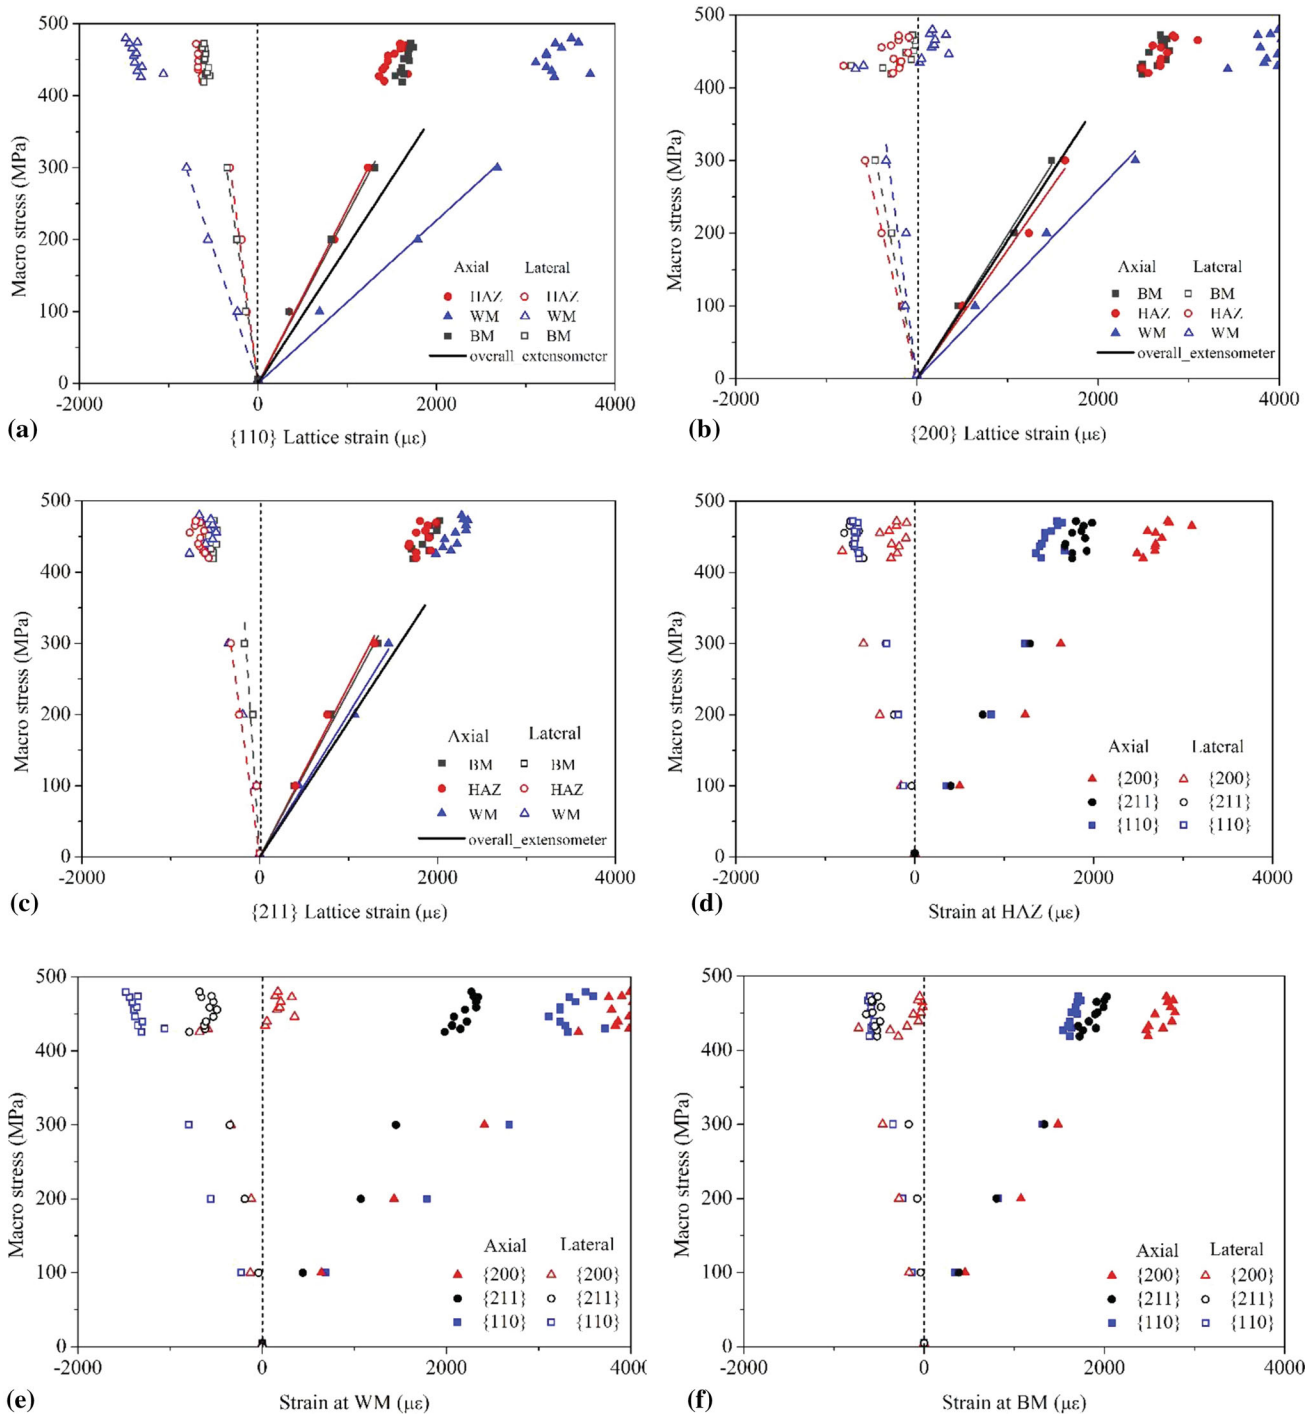 500
400
300
200
100
0
Macro stress (MPa)
Axial Lateral
HAZ HAZ
WM WM
BM BM
overall_extensometer
-2000 0 2000 4000
(a) {110} Lattice strain (με)
500
400
300
200
100
0
Macro stress (MPa)
Axial Lateral
BM BM
HAZ HAZ
WM WM
overall_extensometer
-2000 0 2000 4000
(b) {200} Lattice strain (με)
500
400
300
200
100
0
Macro stress (MPa)
Axial Lateral
BM BM
HAZ HAZ
WM WM
overall_extensometer
-2000 0 2000 4000
(c) {211} Lattice strain (με)
500
400
300
200
100
0
Macro stress (MPa)
Axial Lateral
{200} {200}
{211} {211}
{110} {110}
-2000 0 2000 4000
(d) Strain at HAZ (με)
500
400
300
200
100
0
Macro stress (MPa)
Axial Lateral
{200} {200}
{211} {211}
{110} {110}
-2000 0 2000 4000
(e) Strain at WM (με)
500
400
300
200
100
0
Macro stress (MPa)
Axial Lateral
{200} {200}
{211} {211}
{110} {110}
-2000 0 2000 4000
(f) Strain at BM (με)